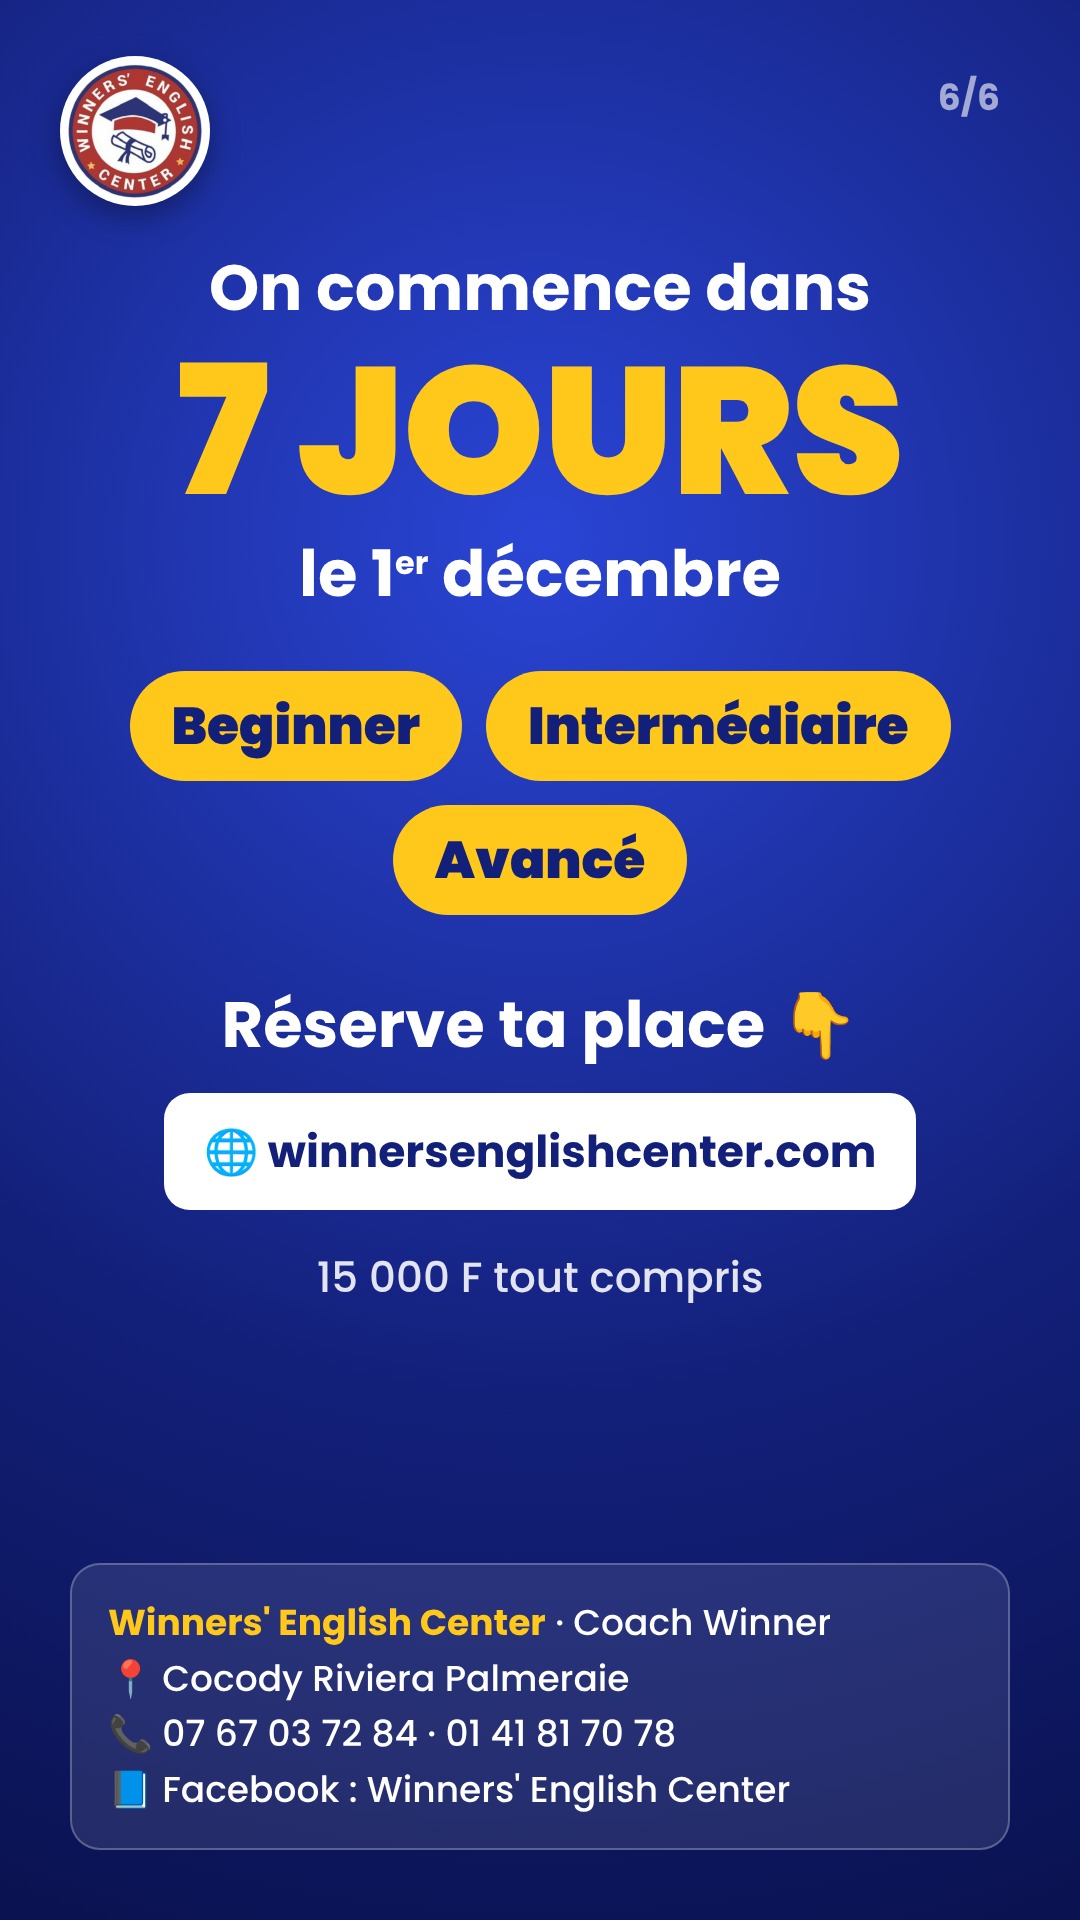 WINNERS' ENGLISH CENTER
6/6
On commence dans
7 JOURS
le 1er décembre
Beginner
Intermédiaire
Avancé
Réserve ta place 👇
🌐 winnersenglishcenter.com
15 000 F tout compris
Winners' English Center · Coach Winner
📍 Cocody Riviera Palmeraie
📞 07 67 03 72 84 · 01 41 81 70 78
📘 Facebook : Winners' English Center